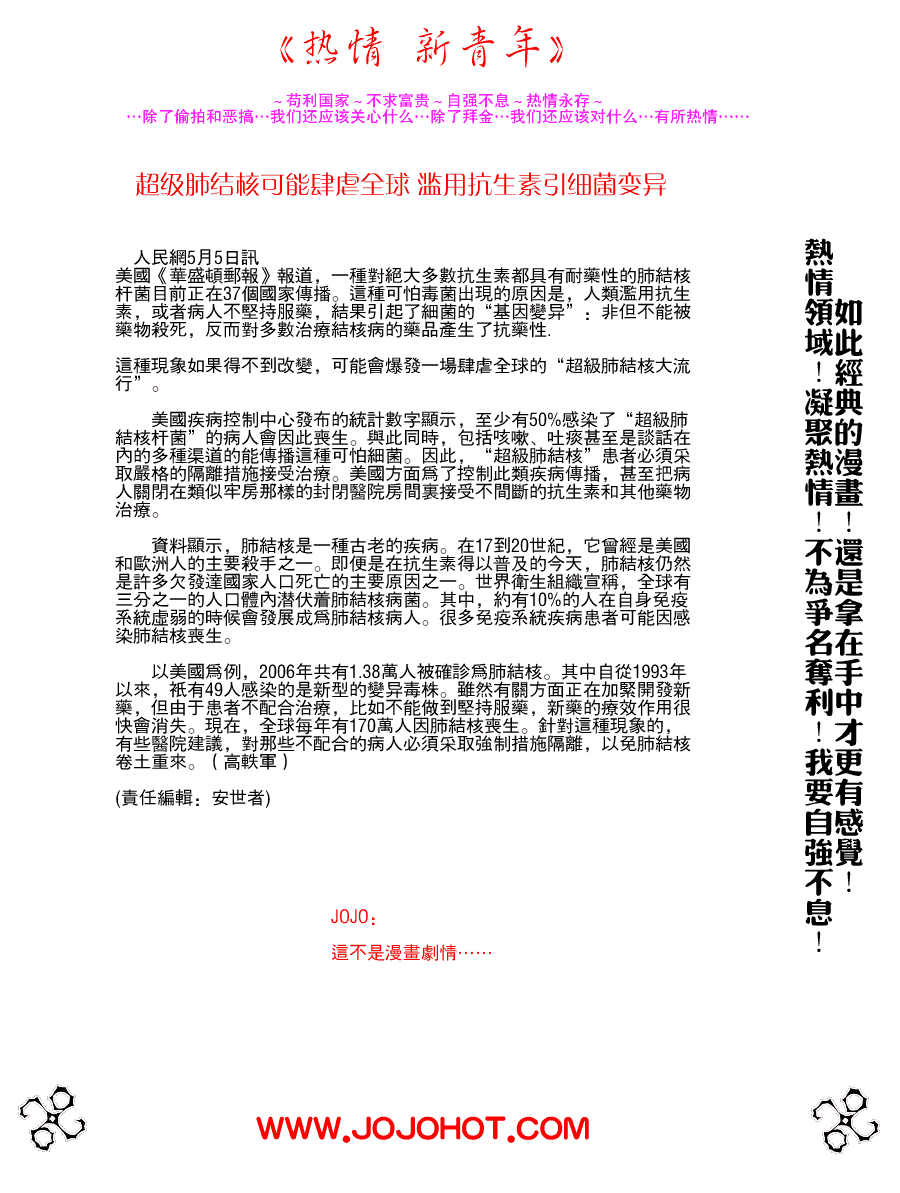 《热情 新青年》
～苟利国家～不求富贵～自强不息～热情永存～
…除了偷拍和恶搞…我们还应该关心什么…除了拜金…我们还应该对什么…有所热情……
超级肺结核可能肆虐全球 滥用抗生素引细菌变异
人民網5月5日訊
美國《華盛頓郵報》報道，一種對絕大多數抗生素都具有耐藥性的肺結核
杆菌目前正在37個國家傳播。這種可怕毒菌出現的原因是，人類濫用抗生
素，或者病人不堅持服藥，結果引起了細菌的“基因變异”：非但不能被
藥物殺死，反而對多數治療結核病的藥品產生了抗藥性.
這種現象如果得不到改變，可能會爆發一場肆虐全球的“超級肺結核大流
行”。
美國疾病控制中心發布的統計數字顯示，至少有50%感染了“超級肺
結核杆菌”的病人會因此喪生。與此同時，包括咳嗽、吐痰甚至是談話在
內的多種渠道的能傳播這種可怕細菌。因此，“超級肺結核”患者必須采
取嚴格的隔離措施接受治療。美國方面爲了控制此類疾病傳播，甚至把病
人關閉在類似牢房那樣的封閉醫院房間裏接受不間斷的抗生素和其他藥物
治療。
資料顯示，肺結核是一種古老的疾病。在17到20世紀，它曾經是美國
和歐洲人的主要殺手之一。即便是在抗生素得以普及的今天，肺結核仍然
是許多欠發達國家人口死亡的主要原因之一。世界衛生組織宣稱，全球有
三分之一的人口體內潛伏着肺結核病菌。其中，約有10%的人在自身免疫
系統虛弱的時候會發展成爲肺結核病人。很多免疫系統疾病患者可能因感
染肺結核喪生。
以美國爲例，2006年共有1.38萬人被確診爲肺結核。其中自從1993年
以來，祇有49人感染的是新型的變异毒株。雖然有關方面正在加緊開發新
藥，但由于患者不配合治療，比如不能做到堅持服藥，新藥的療效作用很
快會消失。現在，全球每年有170萬人因肺結核喪生。針對這種現象的，
有些醫院建議，對那些不配合的病人必須采取強制措施隔離，以免肺結核
卷土重來。（高軼軍）
(責任編輯：安世者)
JOJO：
這不是漫畫劇情……
如此經典的漫畫！還是拿在手中才更有感覺！
熱情領域！凝聚熱情！不為爭名奪利！我要自強不息！
WWW.JOJOHOT.COM